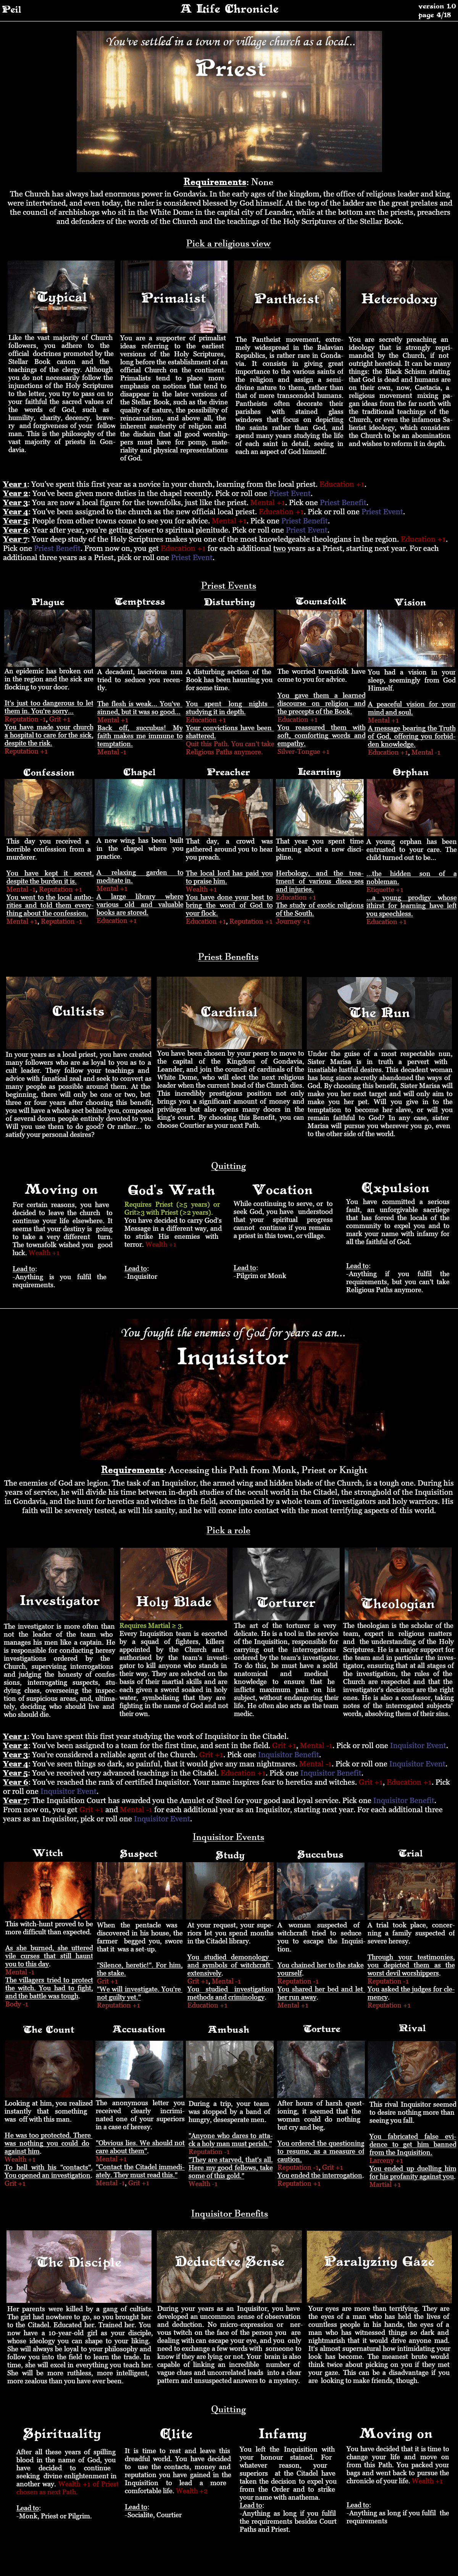 Peil
A Life Chronicle
version 1.0
page 4/18
You've settled in a town or village church as a local...
Priest
Requirements: None
The Church has always had enormous power in Gondavia. In the early ages of the kingdom, the office of religious leader and king
were intertwined, and even today, the ruler is considered blessed by God himself. At the top of the ladder are the great prelates and
the council of archbishops who sit in the White Dome in the capital city of Leander, while at the bottom are the priests, preachers
and defenders of the words of the Church and the teachings of the Holy Scriptures of the Stellar Book.
Pick a religious view
Typical
Like the vast majority of Church
followers, you adhere to the
official doctrines promoted by the
Stellar Book canon and the
teachings of the clergy. Although
you do not necessarily follow the
injunctions of the Holy Scriptures
to the letter, you try to pass on to
your faithful the sacred values of
the words of God, such as
humility, charity, decency, brave-
ry and forgiveness of your fellow
man. This is the philosophy of the
vast majority of priests in Gon-
davia.
Primalist
You are a supporter of primalist
ideas referring to the earliest
versions of the Holy Scriptures,
long before the establishment of an
official Church on the continent.
Primalists tend to place more
emphasis on notions that tend to
disappear in the later versions of
the Stellar Book, such as the divine
quality of nature, the possibility of
reincarnation, and above all, the
inherent austerity of religion and
the disdain that all good worship-
pers must have for pomp, mate-
riality and physical representations
of God.
Pantheist
The Pantheist movement, extre-
mely widespread in the Balavian
Republics, is rather rare in Gonda-
via. It consists in giving great
importance to the various saints of
the religion and assign a semi-
divine nature to them, rather than
that of mere transcended humans.
Pantheists often decorate their
parishes with stained glass
windows that focus on depicting
the saints rather than God, and
spend many years studying the life
of each saint in detail, seeing in
each an aspect of God himself.
Heterodoxy
You are secretly preaching an
ideology that is strongly repri-
manded by the Church, if not
outright heretical. It can be many
things: the Black Schism stating
that God is dead and humans are
on their own, now, Caetacia, a
religious movement mixing pa-
gan ideas from the far north with
the traditional teachings of the
Church, or even the infamous Sa-
lorist ideology, which considers
the Church to be an abomination
and wishes to reform it in depth.
Year 1: You've spent this first year as a novice in your church, learning from the local priest. Education +1.
Year 2: You've been given more duties in the chapel recently. Pick or roll one Priest Event.
Year 3: You are now a local figure for the townsfolks, just like the priest. Mental +1. Pick one Priest Benefit.
Year 4: You've been assigned to the church as the new official local priest. Education +1. Pick or roll one Priest Event.
Year 5: People from other towns come to see you for advice. Mental +1. Pick one Priest Benefit.
Year 6: Year after year, you're getting closer to spiritual plenitude. Pick or roll one Priest Event.
Year 7: Your deep study of the Holy Scriptures makes you one of the most knowledgeable theologians in the region. Education +1.
Pick one Priest Benefit. From now on, you get Education +1 for each additional two years as a Priest, starting next year. For each
additional three years as a Priest, pick or roll one Priest Event.
Priest Events
Plague
An epidemic has broken out
in the region and the sick are
flocking to your door.
It's just too dangerous to let
them in. You're sorry...
Reputation -1, Grit +1
You have made your church
a hospital to care for the sick,
despite the risk.
Reputation +1
Temptress
A decadent, lascivious nun
tried to seduce you recen-
tly.
The flesh is weak... You've
sinned, but it was so good...
Mental +1
Back off, succubus! My
faith makes me immune to
temptation.
Mental -1
Disturbing
A disturbing section of the
Book has been haunting you
for some time.
You spent long nights
studying it in depth.
Education +1
Your convictions have been
shattered.
Quit this Path. You can't take
Religious Paths anymore.
Townsfolk
The worried townsfolk have
come to you for advice.
You gave them a learned
discourse on religion and
the precepts of the Book.
Education +1
You reassured them with
soft, comforting words and
empathy.
Silver-Tongue +1
Vision
You had a vision in your
sleep, seemingly from God
Himself.
A peaceful vision for your
mind and soul.
Mental +1
A message bearing the Truth
of God, offering you forbid-
den knowledge.
Education +1, Mental -1
Confession
This day you received a
horrible confession from a
murderer.
You have kept it secret,
despite the burden it is.
Mental -1, Reputation +1
You went to the local autho-
rities and told them every-
thing about the confession.
Mental +1, Reputation -1
Chapel
A new wing has been built
in the chapel where you
practice.
A relaxing garden to
meditate in.
Mental +1
A large library where
various old and valuable
books are stored.
Education +1
Preacher
That day, a crowd was
gathered around you to hear
you preach.
The local lord has paid you
to praise him.
Wealth +1
You have done your best to
bring the word of God to
your flock.
Education +1, Reputation +1
Learning
That year you spent time
learning about a new disci-
pline.
Herbology, and the trea-
tment of various disea-ses
and injuries.
Education +1
The study of exotic religions
of the South.
Journey +1
Orphan
A young orphan has been
entrusted to your care. The
child turned out to be...
...the hidden son of a
nobleman.
Etiquette +1
...a young prodigy whose
thirst for learning have left
you speechless.
Education +1
Priest Benefits
Cultists
In your years as a local priest, you have created
many followers who are as loyal to you as to a
cult leader. They follow your teachings and
advice with fanatical zeal and seek to convert as
many people as possible around them. At the
beginning, there will only be one or two, but
three or four years after choosing this benefit,
you will have a whole sect behind you, composed
of several dozen people entirely devoted to you.
Will you use them to do good? Or rather... to
satisfy your personal desires?
Cardinal
You have been chosen by your peers to move to
the capital of the Kingdom of Gondavia,
Leander, and join the council of cardinals of the
White Dome, who will elect the next religious
leader when the current head of the Church dies.
This incredibly prestigious position not only
brings you a significant amount of money and
privileges but also opens many doors in the
king's court. By choosing this Benefit, you can
choose Courtier as your next Path.
The Nun
Under the guise of a most respectable nun,
Sister Marisa is in truth a pervert with
insatiable lustful desires. This decadent woman
has long since secretly abandoned the ways of
God. By choosing this benefit, Sister Marisa will
make you her next target and will only aim to
make you her pet. Will you give in to the
temptation to become her slave, or will you
remain faithful to God? In any case, sister
Marisa will pursue you wherever you go, even
to the other side of the world.
Quitting
Moving on
For certain reasons, you have
decided to leave the church to
continue your life elsewhere. It
seems that your destiny is going
to take a very different turn.
The townsfolk wished you good
luck. Wealth +1
Lead to:
-Anything is you fulfil the
requirements.
God's Wrath
Requires Priest (≥5 years) or
Grit≥3 with Priest (≥2 years).
You have decided to carry God's
Message in a different way, and
to strike His enemies with
terror. Wealth +1
Lead to:
-Inquisitor
Vocation
While continuing to serve, or to
seek God, you have understood
that your spiritual progress
cannot continue if you remain
a priest in this town, or village.
Lead to:
-Pilgrim or Monk
Expulsion
You have committed a serious
fault, an unforgivable sacrilege
that has forced the locals of the
community to expel you and to
mark your name with infamy for
all the faithful of God.
Lead to:
-Anything if you fulfil the
requirements, but you can't take
Religious Paths anymore.
You fought the enemies of God for years as an...
Inquisitor
Requirements: Accessing this Path from Monk, Priest or Knight
The enemies of God are legion. The task of an Inquisitor, the armed wing and hidden blade of the Church, is a tough one. During his
years of service, he will divide his time between in-depth studies of the occult world in the Citadel, the stronghold of the Inquisition
in Gondavia, and the hunt for heretics and witches in the field, accompanied by a whole team of investigators and holy warriors. His
faith will be severely tested, as will his sanity, and he will come into contact with the most terrifying aspects of this world.
Pick a role
Investigator
The investigator is more often than
not the leader of the team who
manages his men like a captain. He
is responsible for conducting heresy
investigations ordered by the
Church, supervising interrogations
and judging the honesty of confes-
sions, interrogating suspects, stu-
dying clues, overseeing the inspec-
tion of suspicious areas, and, ultima-
tely, deciding who should live and
who should die.
Holy Blade
Requires Martial ≥ 3.
Every Inquisition team is escorted
by a squad of fighters, killers
appointed by the Church and
authorised by the team's investi-
gator to kill anyone who stands in
their way. They are selected on the
basis of their martial skills and are
each given a sword soaked in holy
water, symbolising that they are
fighting in the name of God and not
their own.
Torturer
The art of the torturer is very
delicate. He is a tool in the service
of the Inquisition, responsible for
carrying out the interrogations
ordered by the team's investigator.
To do this, he must have a solid
anatomical and medical
knowledge to ensure that he
inflicts maximum pain on his
subject, without endangering their
life. He often also acts as the team
medic.
Theologian
The theologian is the scholar of the
team, expert in religious matters
and the understanding of the Holy
Scriptures. He is a major support for
the team and in particular the inves-
tigator, ensuring that at all stages of
the investigation, the rules of the
Church are respected and that the
investigator's decisions are the right
ones. He is also a confessor, taking
notes of the interrogated subjects'
words, absolving them of their sins.
Year 1: You have spent this first year studying the work of Inquisitor in the Citadel.
Year 2: You've been assigned to a team for the first time, and sent in the field. Grit +1, Mental -1. Pick or roll one Inquisitor Event.
Year 3: You're considered a reliable agent of the Church. Grit +1. Pick one Inquisitor Benefit.
Year 4: You've seen things so dark, so painful, that it would give any man nightmares. Mental -1. Pick or roll one Inquisitor Event.
Year 5: You've received very advanced teachings in the Citadel. Education +1. Pick one Inquisitor Benefit.
Year 6: You've risen to the rank of certified Inquisitor. Your name inspires fear to heretics and witches. Grit +1, Education +1. Pick
or roll one Inquisitor Event.
Year 7: The High Court has awarded you the Amulet of Steel for your good and loyal service. Pick one Inquisitor Benefit.
From now on, you get Grit +1 and Mental -1 for each additional year as an Inquisitor, starting next year. For each additional three
years as an Inquisitor, pick or roll one Inquisitor Event.
Inquisitor Events
Witch
This witch-hunt proved to be
more difficult than expected.
As she burned, she uttered
vile curses that still haunt
you to this day.
Mental -1
The villagers tried to protect
the witch. You had to fight,
and the battle was tough.
Body -1
Suspect
When the pentacle was
discovered in his house, the
farmer begged you, swore
that it was a set-up.
"Silence, heretic!". For him,
the stake.
Grit +1
"We will investigate. You're
not guilty yet."
Reputation +1
Study
At your request, your supe-
riors let you spend months
in the Citadel library.
You studied demonology
and symbols of witchcraft
extensively.
Grit +1, Mental -1
You studied investigation
methods and criminology.
Education +1
Succubus
A woman suspected of
witchcraft tried to seduce
you to escape the Inquisi-
tion.
You chained her to the stake
yourself.
Reputation -1
You shared her bed and let
her run away.
Mental +1
Trial
A trial took place, concer-
ning a family suspected of
severe heresy.
Through your testimonies,
you depicted them as the
worst devil worshippers.
Reputation -1
You asked the judges for cle-
mency.
Reputation +1
The Count
Looking at him, you realized
instantly that something
was off with this man.
He was too protected. There
was nothing you could do
against him.
Wealth +1
To hell with his "contacts".
You opened an investigation.
Grit +1
Accusation
The anonymous letter you
received clearly incrimi-
nated one of your superiors
in a case of heresy.
"Obvious lies. We should not
care about them".
Mental +1
"Contact the Citadel immedi-
ately. They must read this."
Mental -1, Grit +1
Ambush
During a trip, your team
was stopped by a band of
hungry, desesperate men.
"Anyone who dares to atta-
ck a holy man must perish."
Reputation -1
"They are starved, that's all.
Here my good fellows, take
some of this gold."
Wealth -1
Torture
After hours of harsh quest-
ioning, it seemed that the
woman could do nothing
but cry and beg.
You ordered the questioning
to resume, as a measure of
caution.
Reputation -1, Grit +1
You ended the interrogation.
Reputation +1
Rival
This rival Inquisitor seemed
to desire nothing more than
seeing you fall.
You fabricated false evi-
dence to get him banned
from the Inquisition.
Larceny +1
You ended up duelling him
for his profanity against you.
Martial +1
Inquisitor Benefits
The Disciple
Her parents were killed by a gang of cultists.
The girl had nowhere to go, so you brought her
to the Citadel. Educated her. Trained her. You
now have a 10-year-old girl as your disciple,
whose ideology you can shape to your liking.
She will always be loyal to your philosophy and
follow you into the field to learn the trade. In
time, she will excel in everything you teach her.
She will be more ruthless, more intelligent,
more zealous than you have ever been.
Deductive Sense
During your years as an Inquisitor, you have
developed an uncommon sense of observation
and deduction. No micro-expression or ner-
vous twitch on the face of the person you are
dealing with can escape your eye, and you only
need to exchange a few words with someone to
know if they are lying or not. Your brain is also
capable of linking an incredible number of
vague clues and uncorrelated leads into a clear
pattern and unsuspected answers to a mystery.
Paralyzing Gaze
Your eyes are more than terrifying. They are
the eyes of a man who has held the lives of
countless people in his hands, the eyes of a
man who has witnessed things so dark and
nightmarish that it would drive anyone mad.
It's almost supernatural how intimidating your
look has become. The meanest brute would
think twice about picking on you if they met
your gaze. This can be a disadvantage if you
are looking to make friends, though.
Quitting
Spirituality
After all these years of spilling
blood in the name of God, you
have decided to continue
seeking divine enlightenment in
another way. Wealth +1 of Priest
chosen as next Path.
Lead to:
-Monk, Priest or Pilgrim.
Elite
It is time to rest and leave this
dreadful world. You have decided
to use the contacts, money and
reputation you have gained in the
Inquisition to lead a more
comfortable life. Wealth +2
Lead to:
-Socialite, Courtier
Infamy
You left the Inquisition with
your honour stained. For
whatever reason, your
superiors at the Citadel have
taken the decision to expel you
from the Order and to strike
your name with anathema.
Lead to:
-Anything as long if you fulfil
the requirements besides Court
Paths and Priest.
Moving on
You have decided that it is time to
change your life and move on
from this Path. You packed your
bags and went back to pursue the
chronicle of your life. Wealth +1
Lead to:
-Anything as long if you fulfil the
requirements